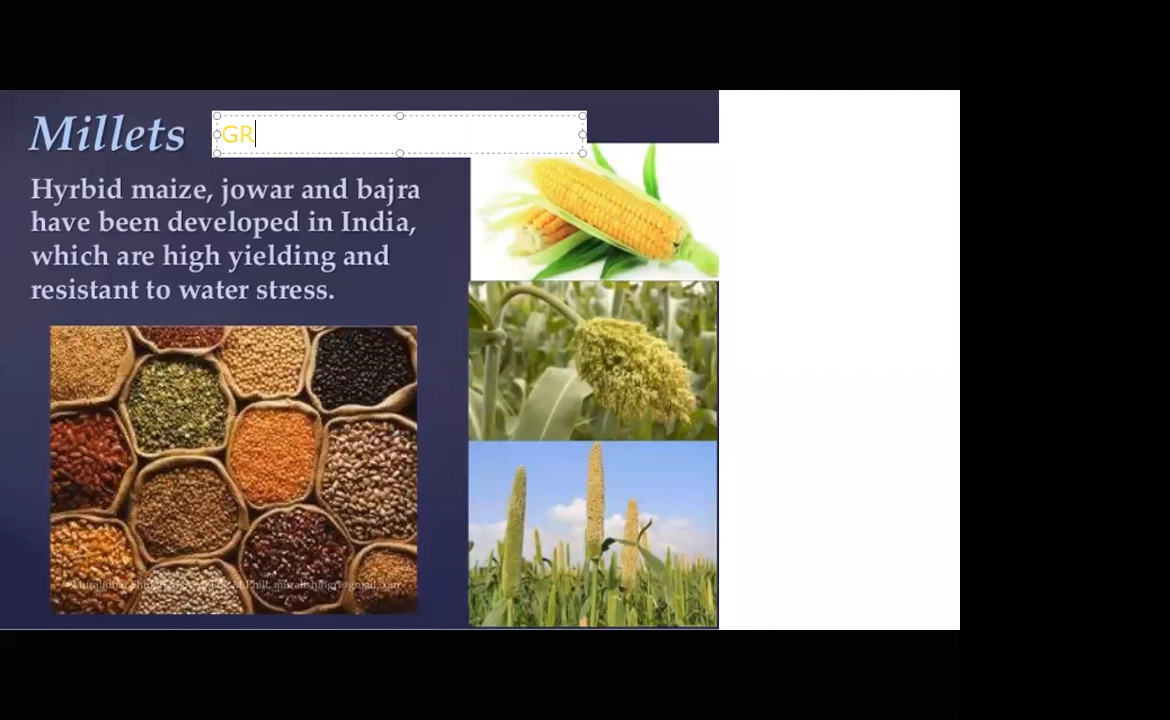 Millets
GR
Hyrbid maize, jowar and bajra
have been developed in India,
which are high yielding and
resistant to water stress.